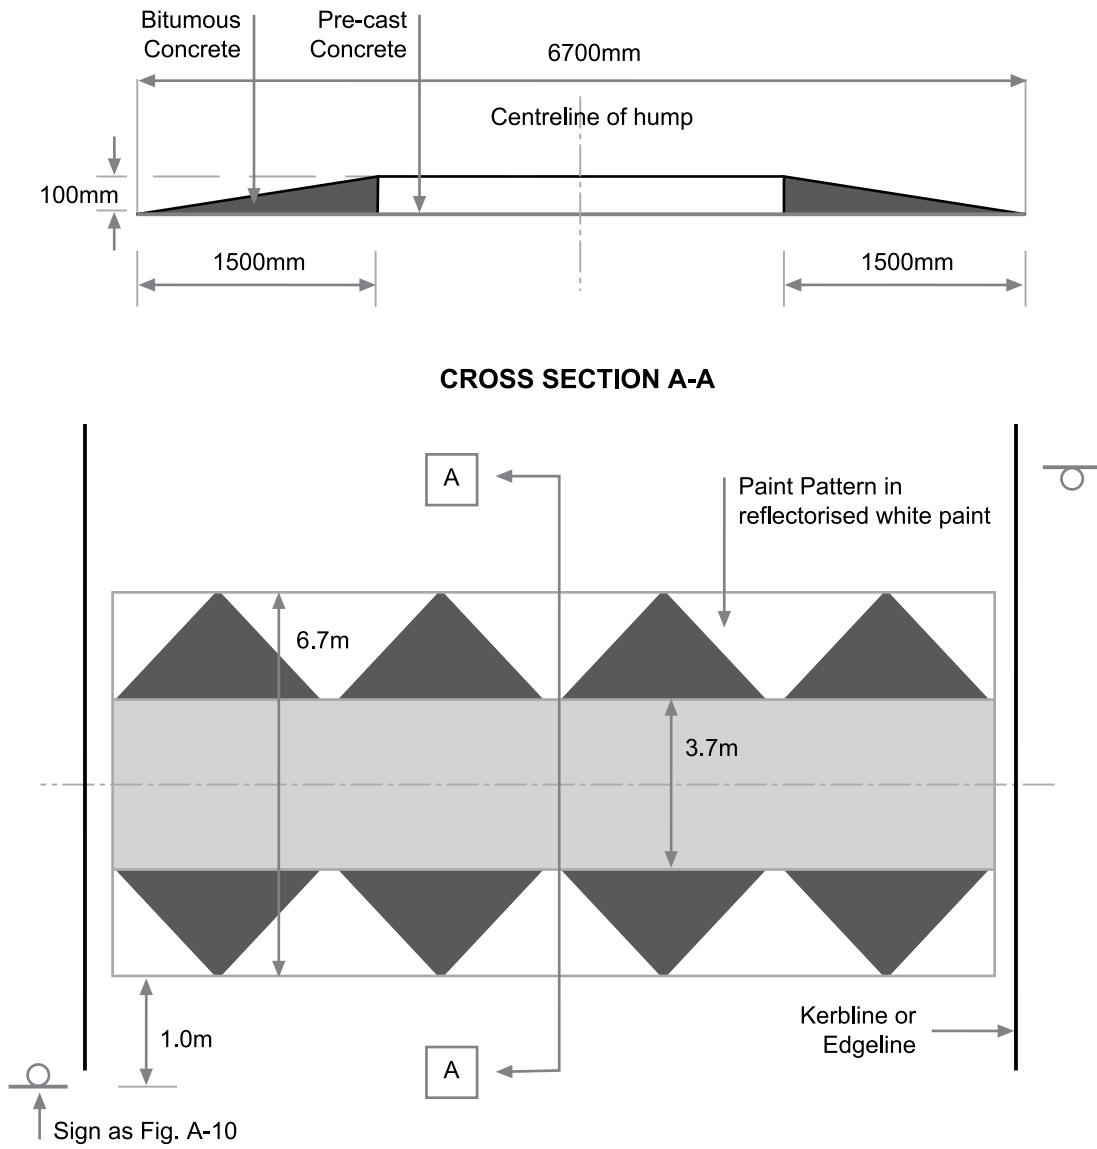 Bitumous
Concrete
Pre-cast
Concrete
6700mm
Centreline of hump
100mm
1500mm
1500mm
CROSS SECTION A-A
A
Paint Pattern in
reflectorised white paint
6.7m
3.7m
1.0m
Kerbline or
Edgeline
A
Sign as Fig. A-10